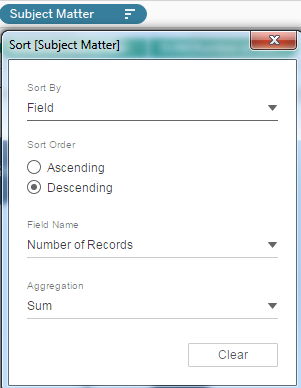 Subject Matter
Sort [Subject Matter]
Sort By
Field
Sort Order
Ascending
Descending
Field Name
Number of Records
Aggregation
Sum
Clear